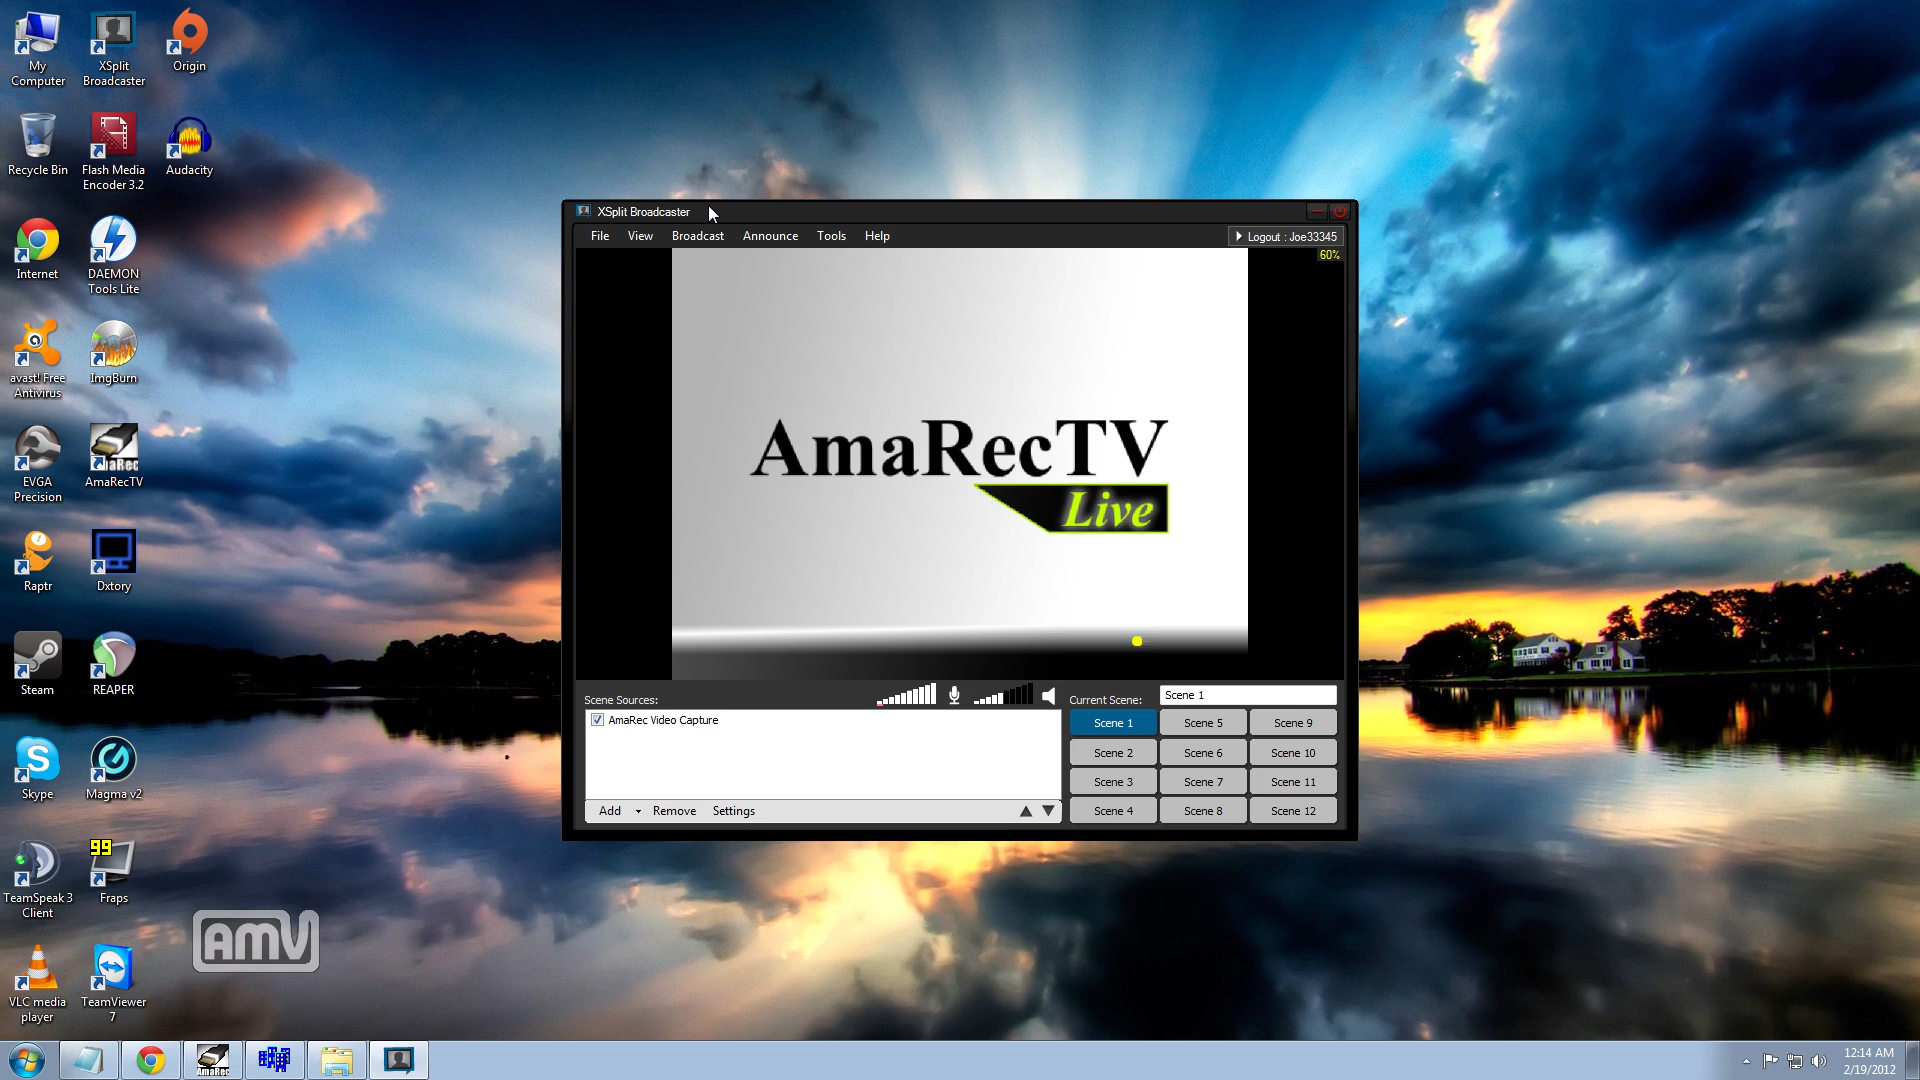 My
Computer
XSplit
Broadcaster
Origin
Recycle Bin
Flash Media
Encoder 3.2
Audacity
Internet
DAEMON
Tools Lite
avast! Free
Antivirus
ImgBurn
EVGA
Precision
AmaRec
AmaRecTV
Raptr
Dxtory
Steam
REAPER
Skype
Magma v2
TeamSpeak 3
Client
99
Fraps
VLC media
player
TeamViewer
7
AMV
XSplit Broadcaster
File View Broadcast Announce Tools Help
Logout : Joe33345
60%
AmaRecTV
Live
Scene Sources:
AmaRec Video Capture
Add Remove Settings
Current Scene: Scene 1
Scene 1 Scene 5 Scene 9
Scene 2 Scene 6 Scene 10
Scene 3 Scene 7 Scene 11
Scene 4 Scene 8 Scene 12
AmaRec
12:14 AM
2/19/2012